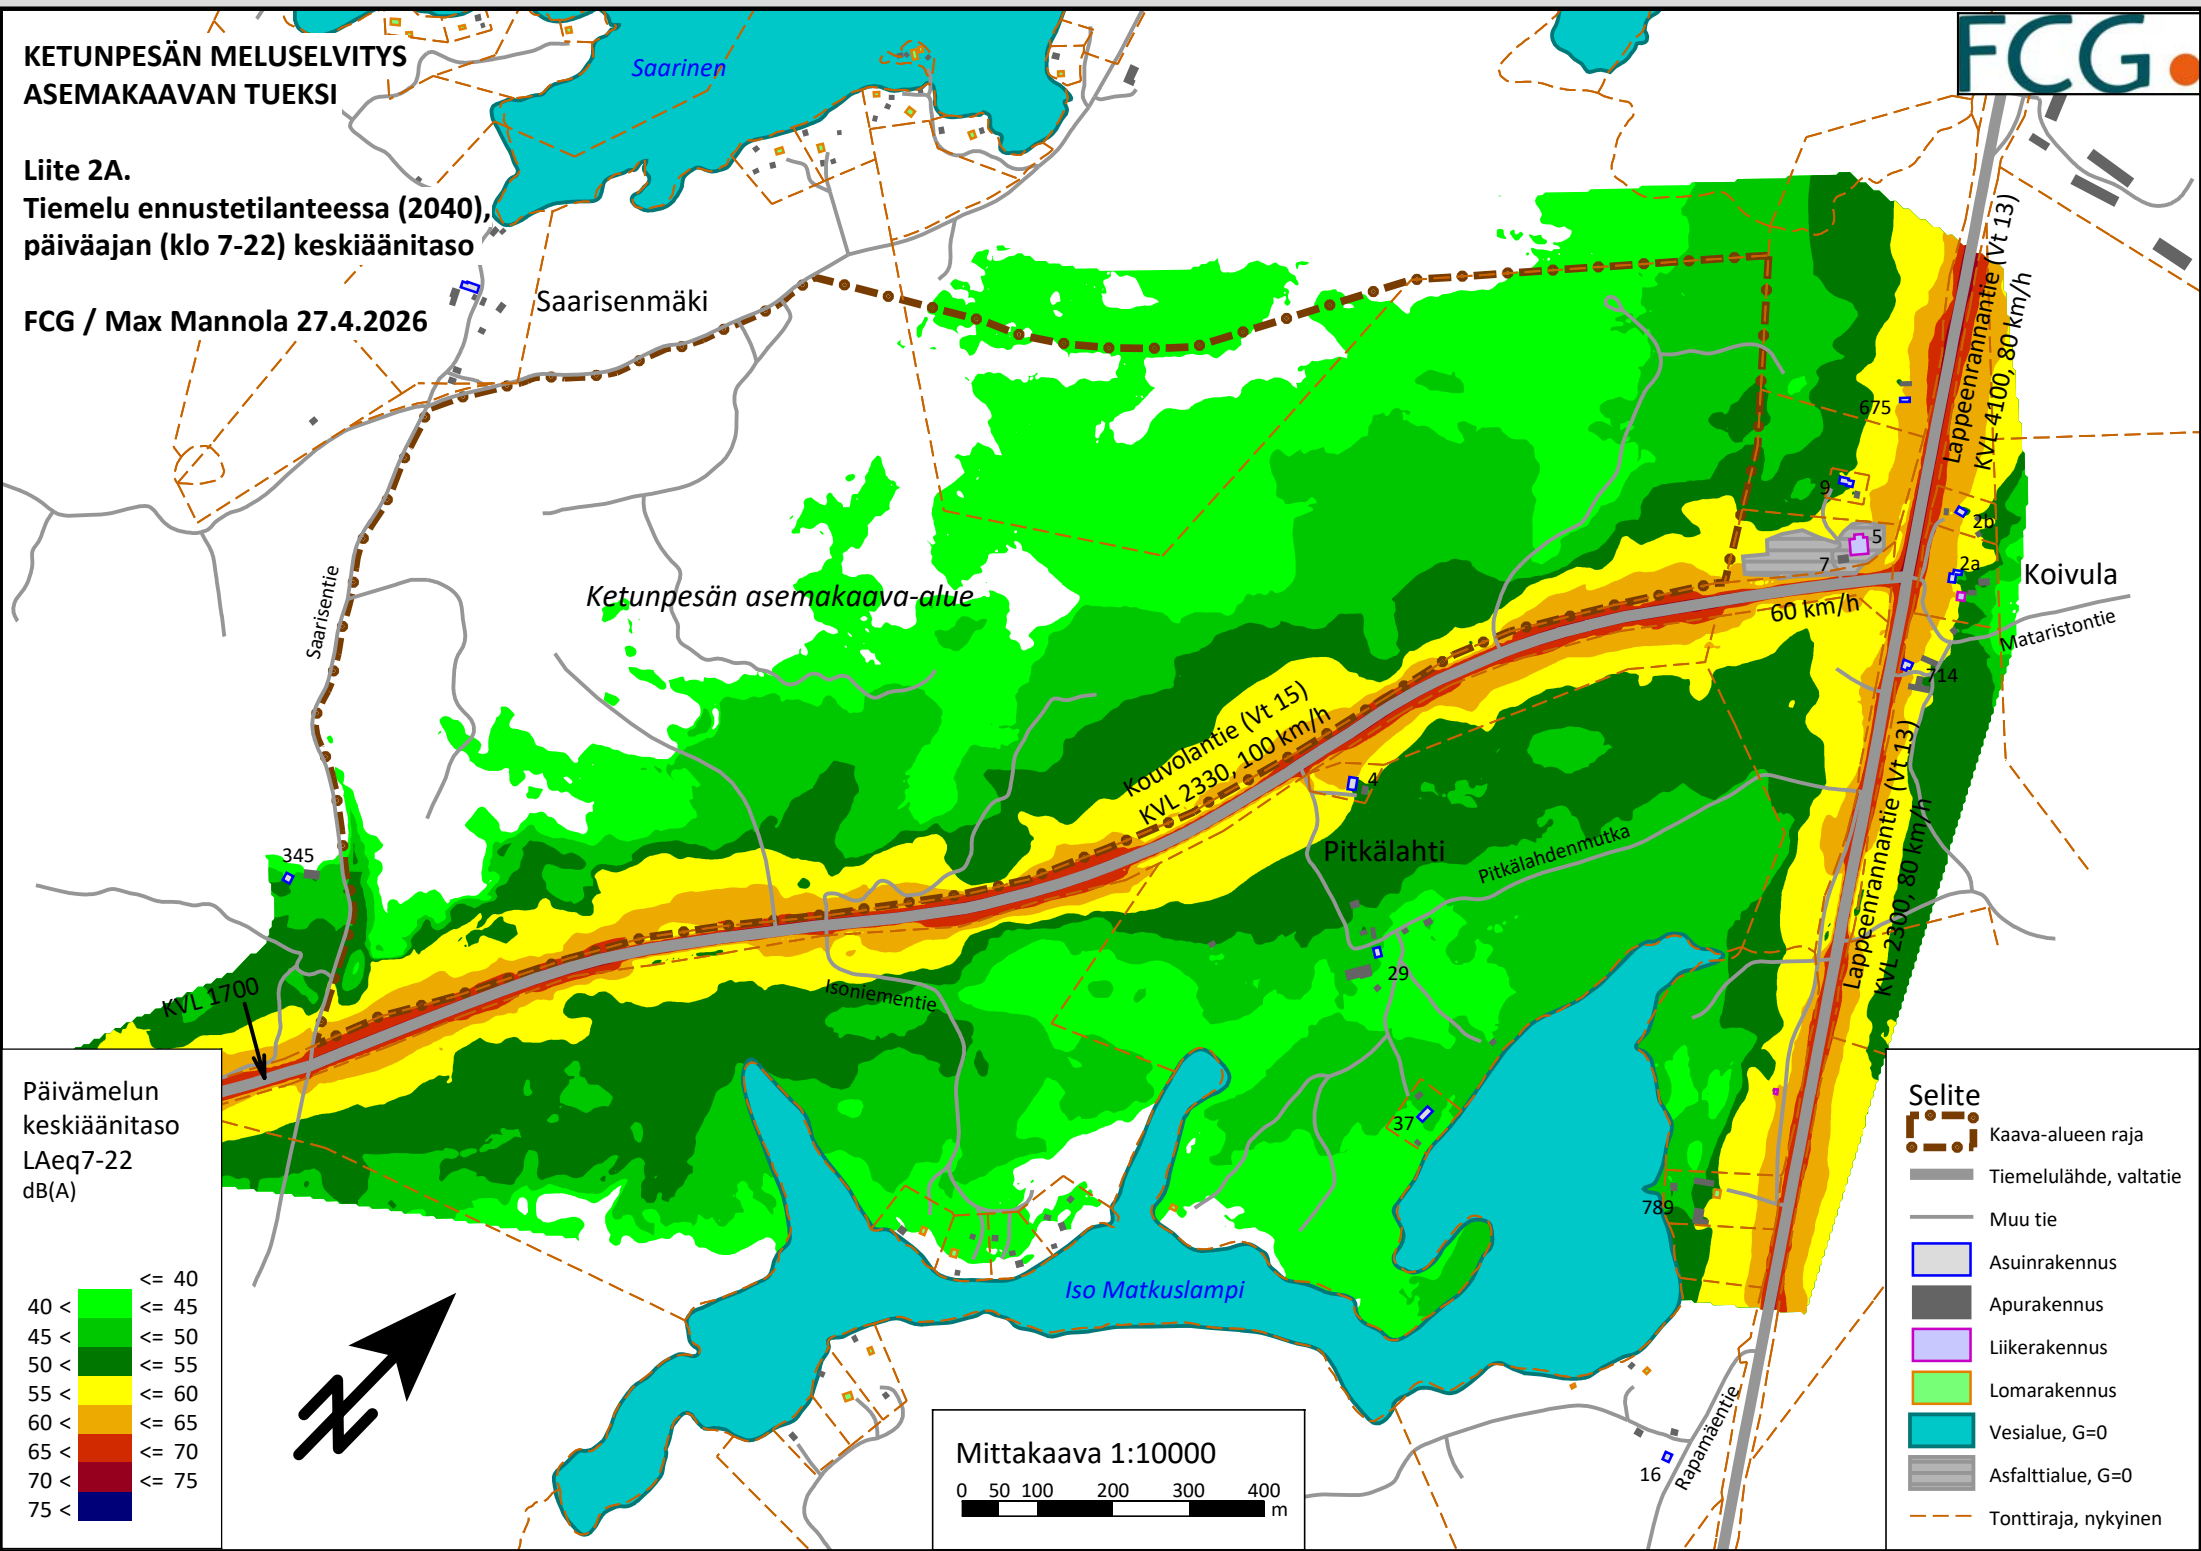 KETUNPESÄN MELUSELVITYS
ASEMAKAAVAN TUEKSI
Liite 2A.
Tiemelu ennustetilanteessa (2040),
päiväajan (klo 7-22) keskiäänitaso
FCG / Max Mannola 27.4.2026
FCG
Saarinen
Saarisenmäki
Lappeenrannantie (Vt 13)
KVL 4100, 80 km/h
675
9
2b
5
7
2a
Koivula
60 km/h
Mataristontie
714
Ketunpesän asemakaava-alue
Saarisentie
Kouvolantie (Vt 15)
KVL 2330, 100 km/h
4
Lappeenrannantie (Vt 13)
KVL 2300, 80 km/h
Pitkälahti
Pitkälahdenmutka
345
29
KVL 1700
Isoniementie
37
789
Iso Matkuslampi
16
Rapamäentie
Päivämelun
keskiäänitaso
LAeq7-22
dB(A)
<= 40
40 < <= 45
45 < <= 50
50 < <= 55
55 < <= 60
60 < <= 65
65 < <= 70
70 < <= 75
75 <
Mittakaava 1:10000
0 50 100 200 300 400
m
Selite
Kaava-alueen raja
Tiemelulähde, valtatie
Muu tie
Asuinrakennus
Apurakennus
Liikerakennus
Lomarakennus
Vesialue, G=0
Asfalttialue, G=0
Tonttiraja, nykyinen